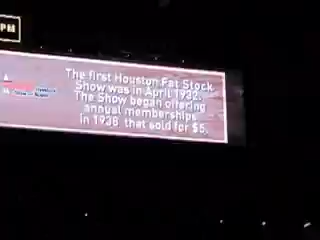 PM
The first Houston Fat Stock
Show was in April 1932.
The Show began offering
annual memberships
in 1938 that sold for $5.